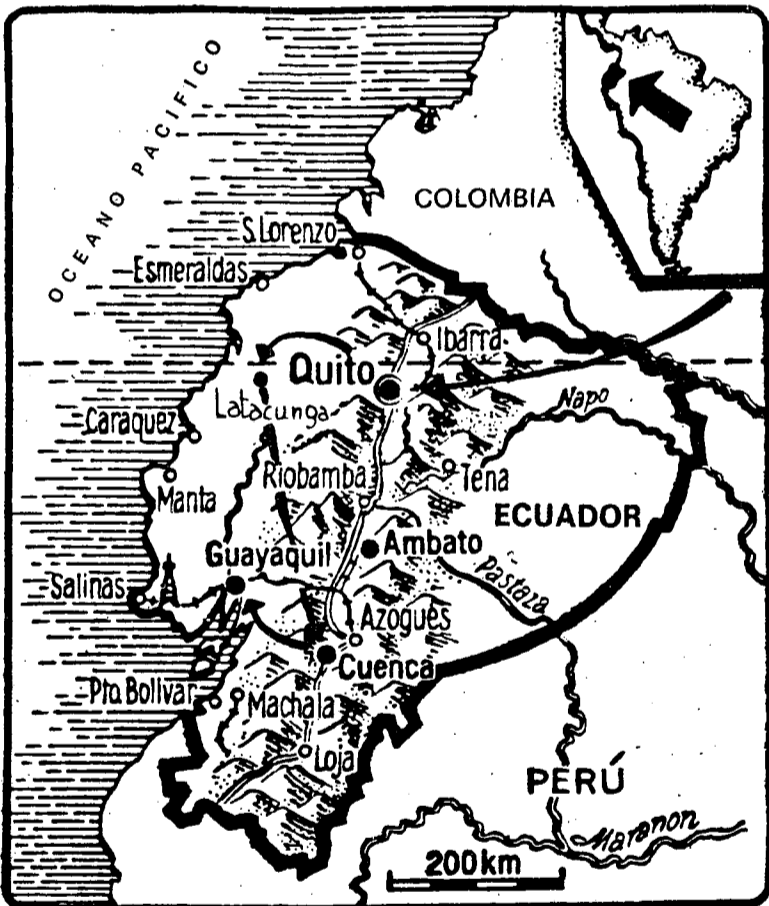 OCEANO PACIFICO
COLOMBIA
S.Lorenzo
Esmeraldas
Ibarra
Quito
Napo
Latacunga
Caraquez
Riobamba
Tena
Manta
ECUADOR
Guayaquil
Ambato
Pastaza
Salinas
Azogues
Cuenca
Pto.Bolivar
Machala
Loja
PERÚ
Maranon
200km